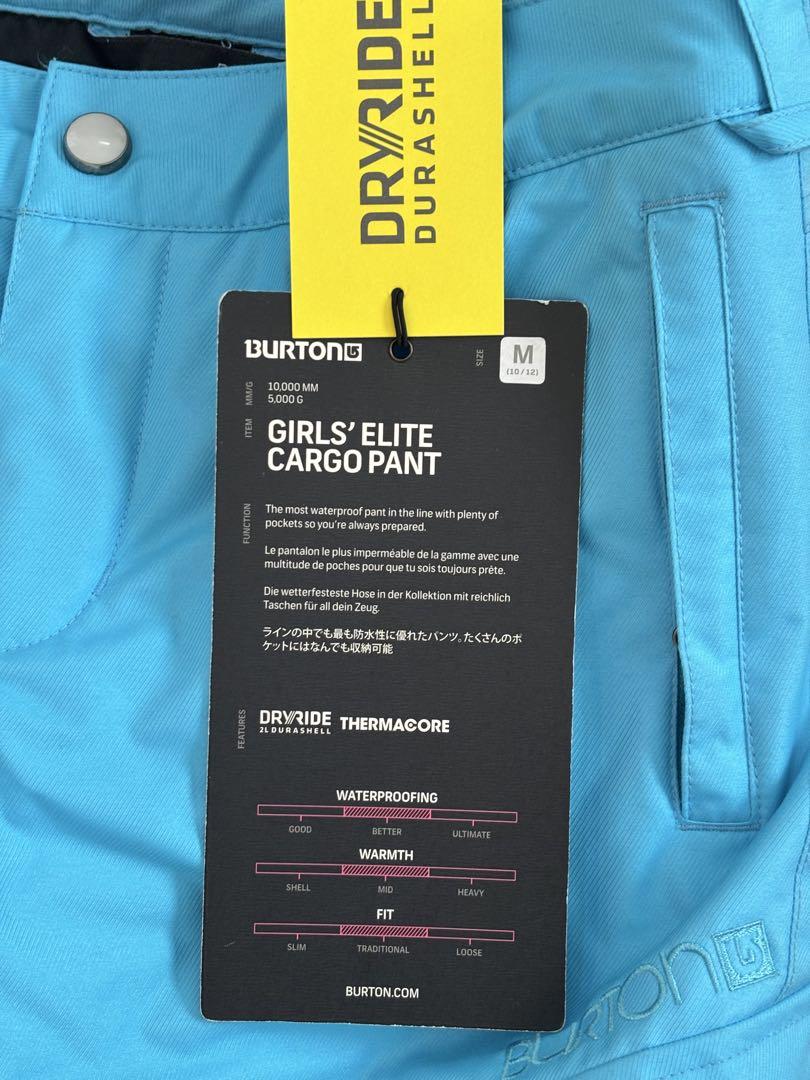 DRYRIDE
DURASHELL
BURTON
SIZE
M
(10/12)
MM/G
10,000 MM
5,000 G
ITEM
GIRLS' ELITE
CARGO PANT
FUNCTION
The most waterproof pant in the line with plenty of
pockets so you're always prepared.
Le pantalon le plus imperméable de la gamme avec une
multitude de poches pour que tu sois toujours prête.
Die wetterfesteste Hose in der Kollektion mit reichlich
Taschen für all dein Zeug.
ラインの中でも最も防水性に優れたパンツ。たくさんのポ
ケットにはなんでも収納可能
FEATURES
DRYRIDE THERMACORE
2L DURASHELL
WATERPROOFING
GOOD BETTER ULTIMATE
WARMTH
SHELL MID HEAVY
FIT
SLIM TRADITIONAL LOOSE
BURTON.COM
BURTON